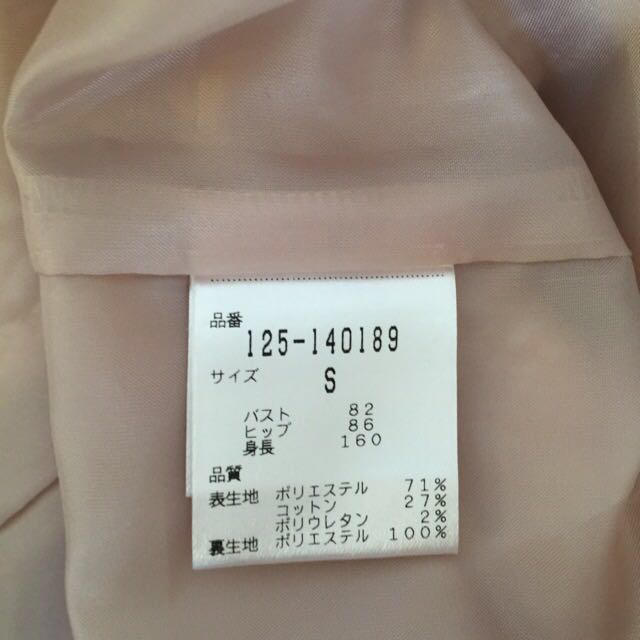 品番
125-140189
サイズ S
バスト 82
ヒップ 86
身長 160
品質
表生地 ポリエステル 71%
コットン 27%
ポリウレタン 2%
裏生地 ポリエステル 100%